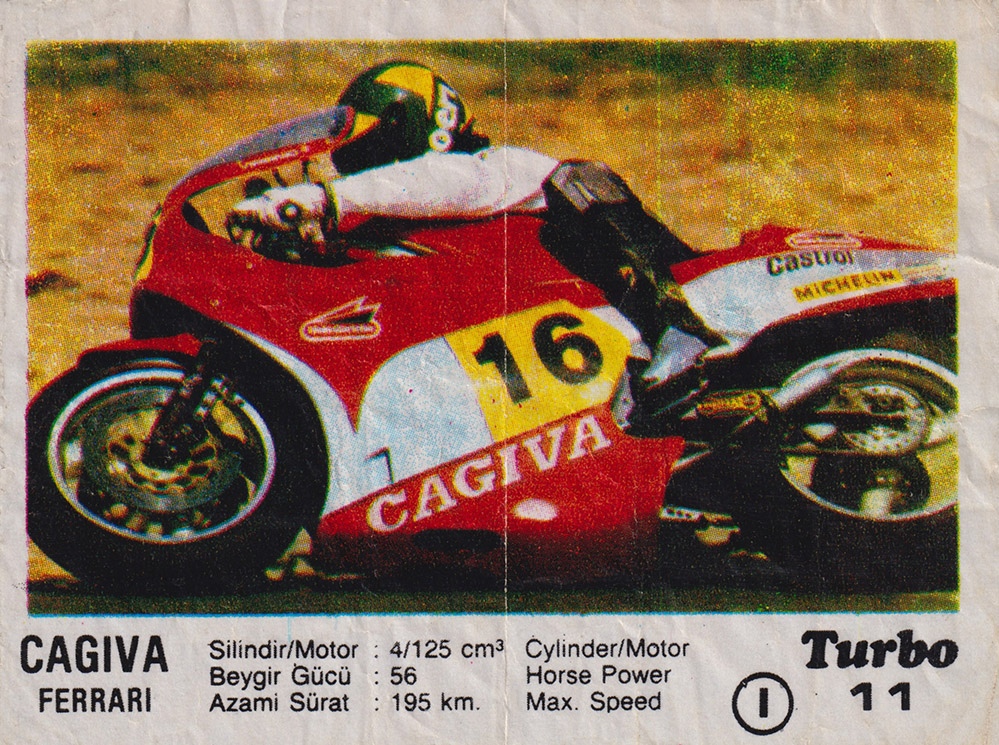 Castrol
MICHELIN
16
CAGIVA
CAGIVA
FERRARI
Silindir/Motor : 4/125 cm³ Cylinder/Motor
Beygir Gücü : 56 Horse Power
Azami Sürat : 195 km. Max. Speed
Turbo
I 11